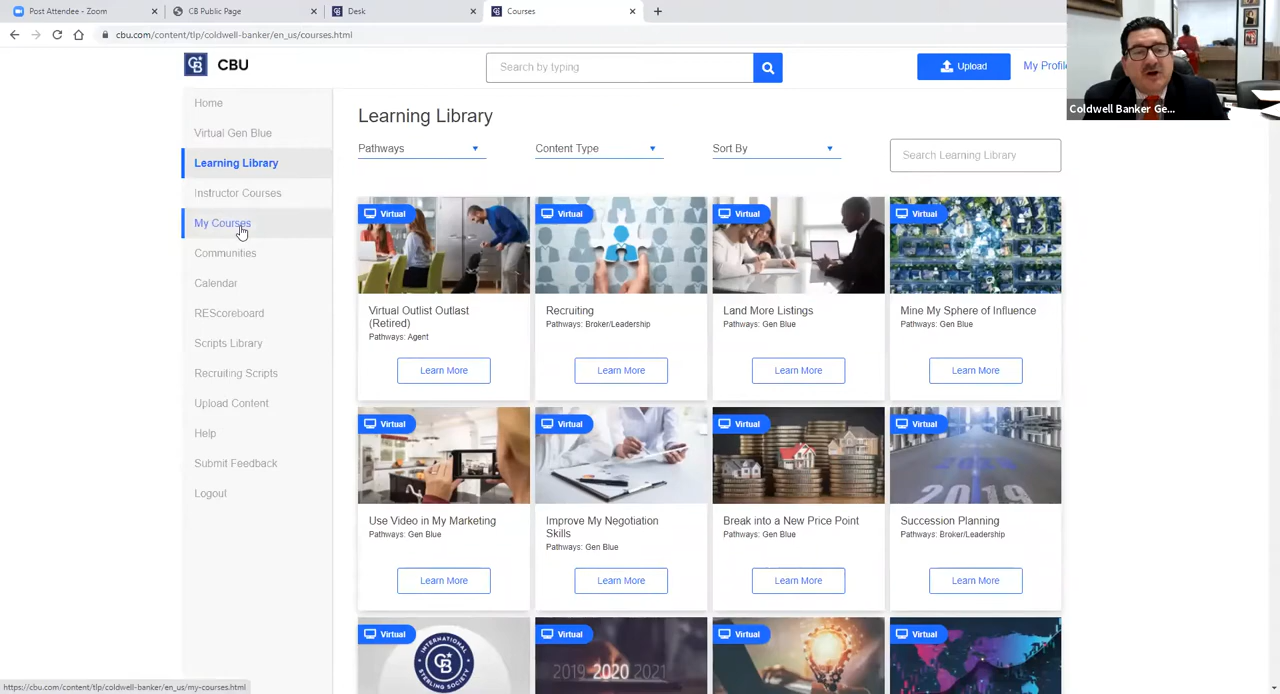 Post Attendee - Zoom
CB Public Page
Desk
Courses
cbu.com/content/tlp/coldwell-banker/en_us/courses.html
CBU
Search by typing
Upload
My Profile
Coldwell Banker Ge...
Home
Virtual Gen Blue
Learning Library
Instructor Courses
My Courses
Communities
Calendar
REScoreboard
Scripts Library
Recruiting Scripts
Upload Content
Help
Submit Feedback
Logout
Learning Library
Pathways
Content Type
Sort By
Search Learning Library
Virtual
Virtual Outlist Outlast
(Retired)
Pathways: Agent
Learn More
Virtual
Recruiting
Pathways: Broker/Leadership
Learn More
Virtual
Land More Listings
Pathways: Gen Blue
Learn More
Virtual
Mine My Sphere of Influence
Pathways: Gen Blue
Learn More
Virtual
Use Video in My Marketing
Pathways: Gen Blue
Learn More
Virtual
Improve My Negotiation
Skills
Pathways: Gen Blue
Learn More
Virtual
Break into a New Price Point
Pathways: Gen Blue
Learn More
Virtual
2019
Succession Planning
Pathways: Broker/Leadership
Learn More
Virtual
INTERNATIONAL
CB
STERLING SOCIETY
Virtual
2019 2020 2021
Virtual
Virtual
https://cbu.com/content/tlp/coldwell-banker/en_us/my-courses.html